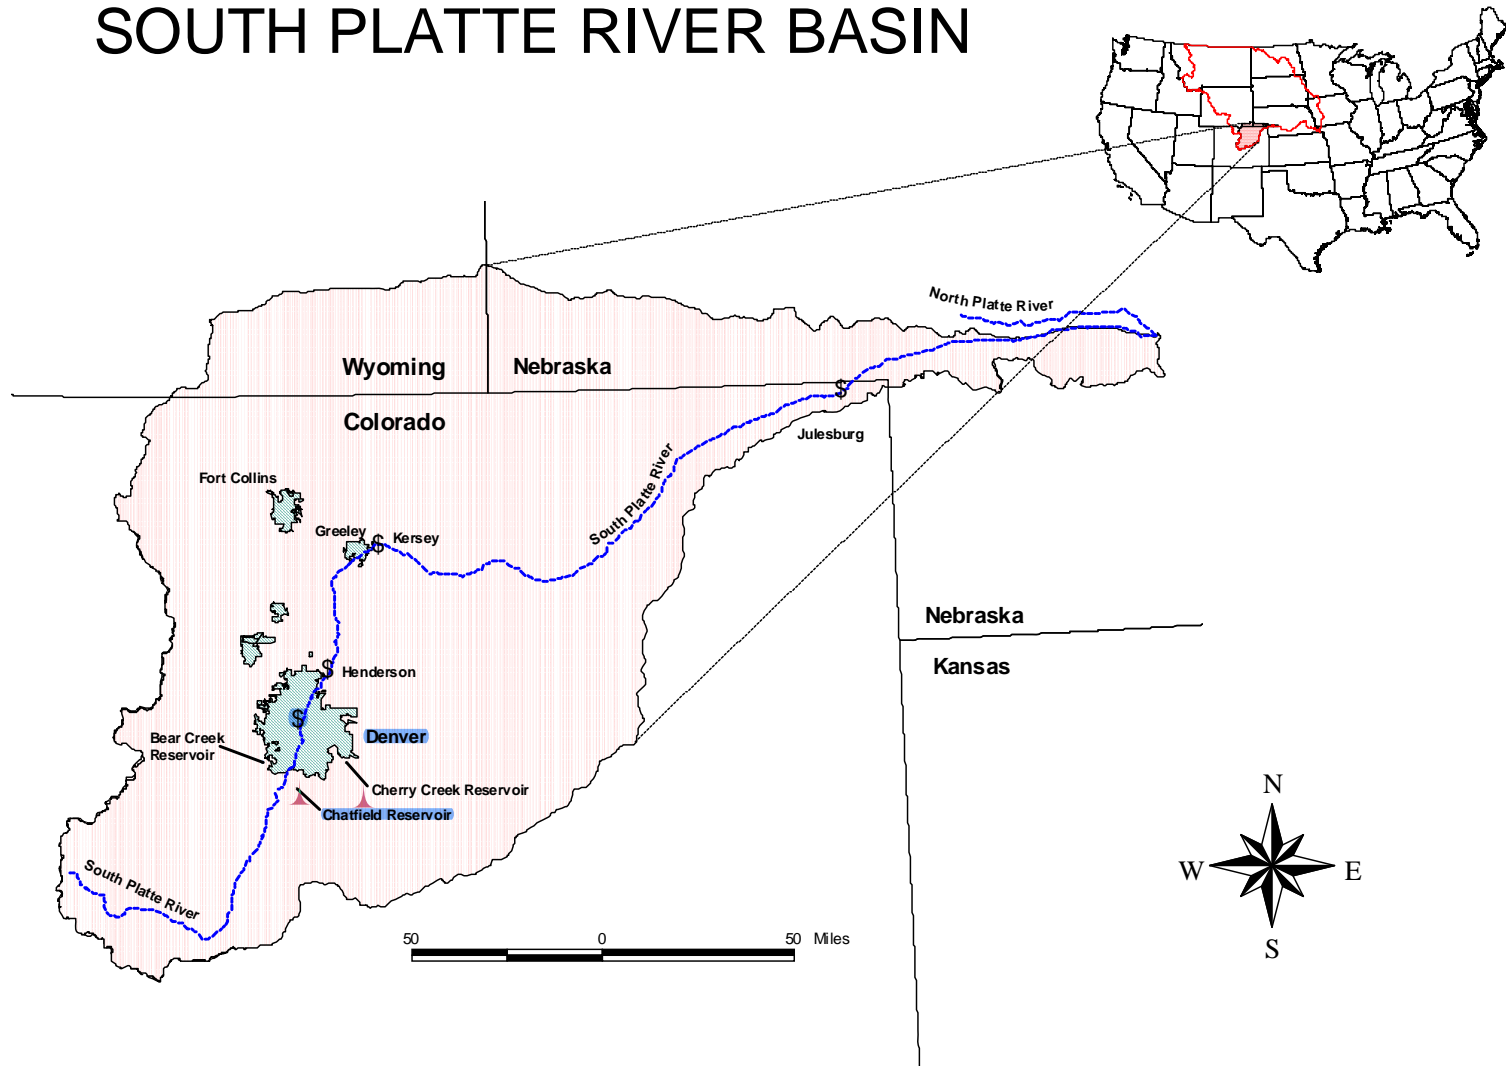 SOUTH PLATTE RIVER BASIN
North Platte River
Wyoming
Nebraska
Colorado
$
Julesburg
South Platte River
Fort Collins
Greeley
$
Kersey
Nebraska
Kansas
$
Henderson
$
Denver
Bear Creek
Reservoir
Cherry Creek Reservoir
Chatfield Reservoir
South Platte River
50
0
50
Miles
N
W
E
S